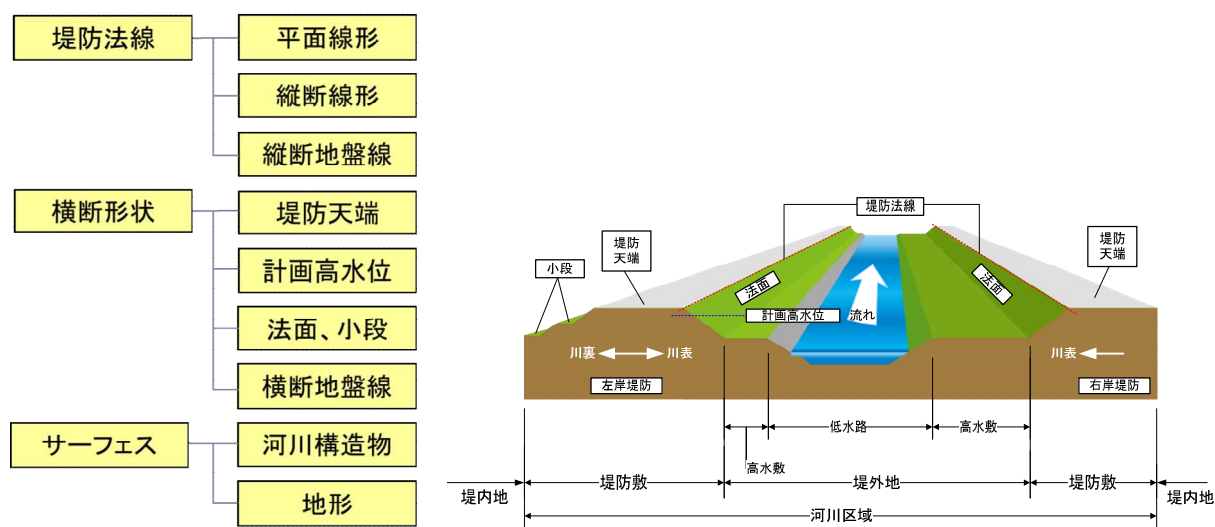 堤防法線
平面線形
縦断線形
縦断地盤線
横断形状
堤防天端
計画高水位
法面、小段
横断地盤線
サーフェス
河川構造物
地形
堤防法線
堤防
天端
堤防
天端
小段
法面
法面
計画高水位
流れ
川裏
川表
川表
左岸堤防
右岸堤防
低水路
高水敷
高水敷
堤内地
堤防敷
堤外地
堤防敷
堤内地
河川区域